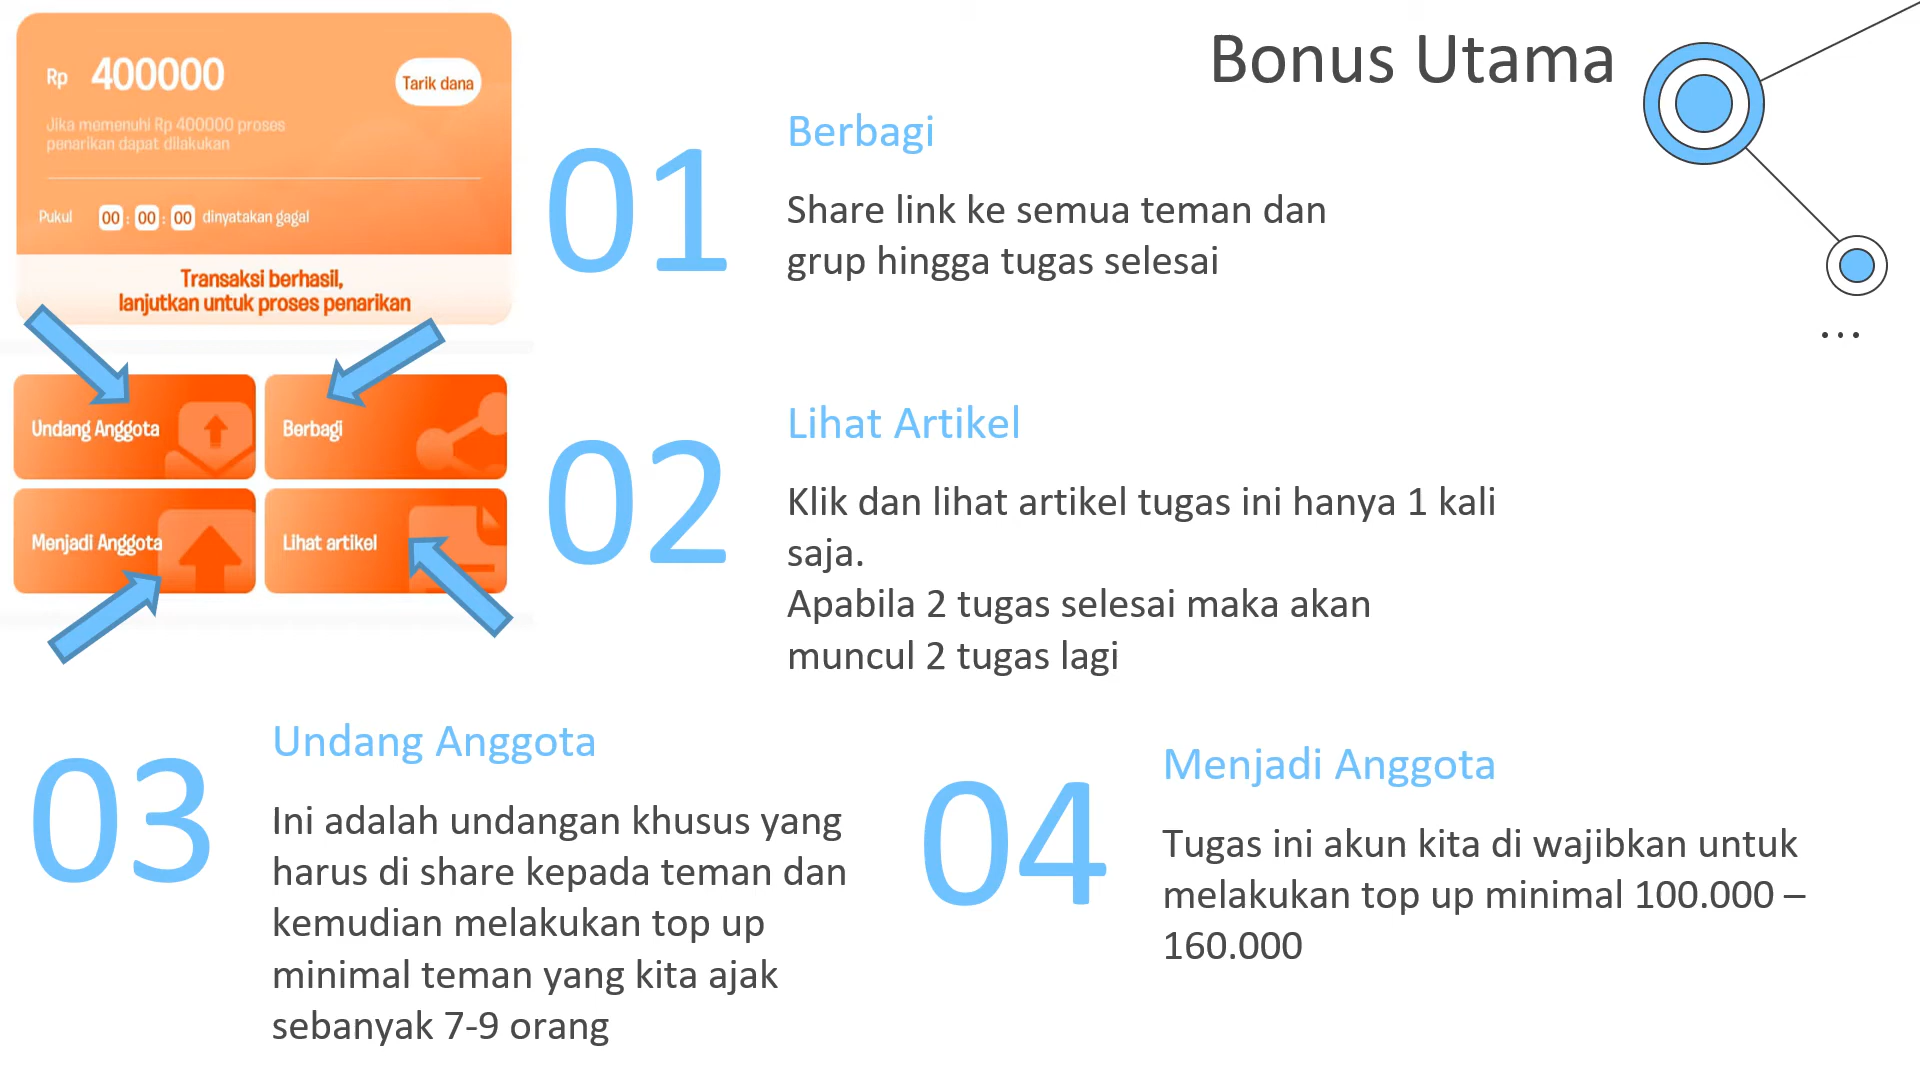 Bonus Utama
Rp 400000
Tarik dana
Jika memenuhi Rp 400000 proses
penarikan dapat dilakukan
Pukul 00 : 00 : 00 dinyatakan gagal
Transaksi berhasil,
lanjutkan untuk proses penarikan
Undang Anggota
Berbagi
Menjadi Anggota
Lihat artikel
01
Berbagi
Share link ke semua teman dan
grup hingga tugas selesai
...
02
Lihat Artikel
Klik dan lihat artikel tugas ini hanya 1 kali
saja.
Apabila 2 tugas selesai maka akan
muncul 2 tugas lagi
03
Undang Anggota
Ini adalah undangan khusus yang
harus di share kepada teman dan
kemudian melakukan top up
minimal teman yang kita ajak
sebanyak 7-9 orang
04
Menjadi Anggota
Tugas ini akun kita di wajibkan untuk
melakukan top up minimal 100.000 –
160.000